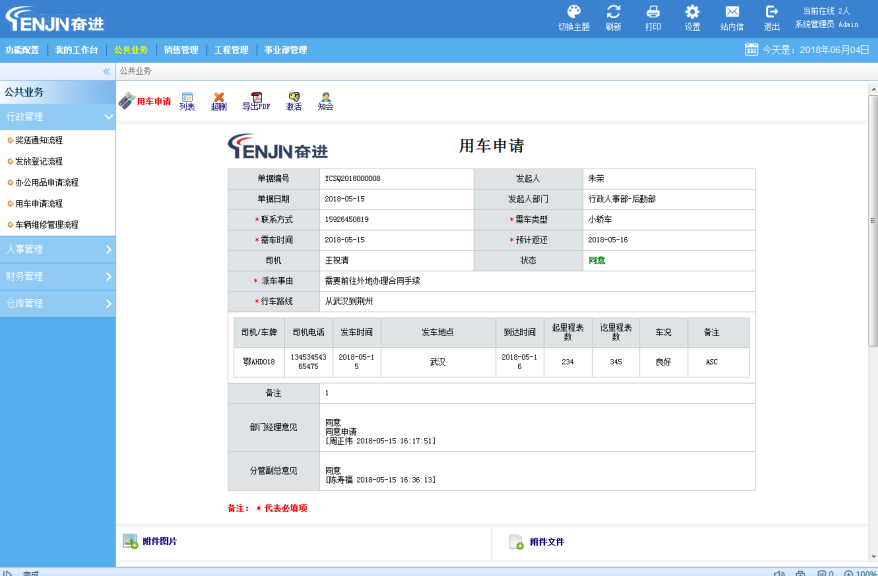 ENJIN奋进
切换主题 刷新 打印 设置 站内信 退出
当前在线 2人
系统管理员 Admin
功能配置 我的工作台 公共业务 销售管理 工程管理 事业部管理
今天是：2018年06月04日
公共业务
公共业务
行政管理
奖惩通知流程
发放登记流程
办公用品申请流程
用车申请流程
车辆维修管理流程
人事管理
财务管理
仓库管理
用车申请 列表 超删 导出PDF 激活 知会
ENJIN奋进
用车申请
单据编号 YCSQ2018000008 发起人 朱荣
单据日期 2018-05-15 发起人部门 行政人事部-后勤部
* 联系方式 15926450819 * 需车类型 小轿车
* 需车时间 2018-05-15 * 预计返还 2018-05-16
司机 王祝清 状态 同意
* 派车事由 需要前往外地办理合同手续
* 行车路线 从武汉到荆州
司机/车牌 司机电话 发车时间 发车地点 到达时间 起里程表数 讫里程表数 车况 备注
鄂AHD018 13453454365475 2018-05-15 武汉 2018-05-16 234 345 良好 ASC
备注 1
部门经理意见
同意
同意申请
[周正伟 2018-05-15 16:17:51]
分管副总意见
同意
[陈寿福 2018-05-15 16:36:13]
备注： * 代表必填项
附件图片 附件文件
完成
0 100%